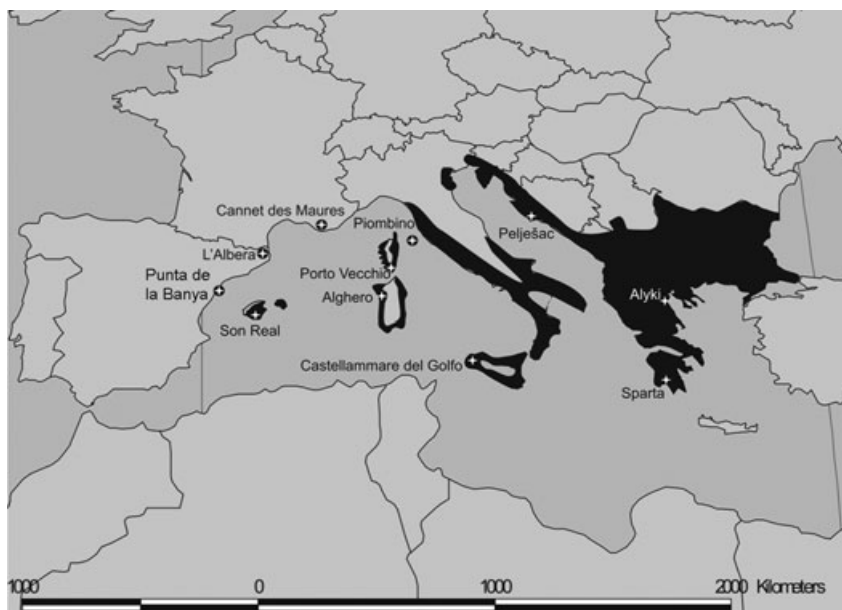 Cannet des Maures
Piombino
L'Albera
Pelješac
Punta de
la Banya
Porto Vecchio
Alghero
Alyki
Son Real
Castellammare del Golfo
Sparta
1000 0 1000 2000 Kilometers